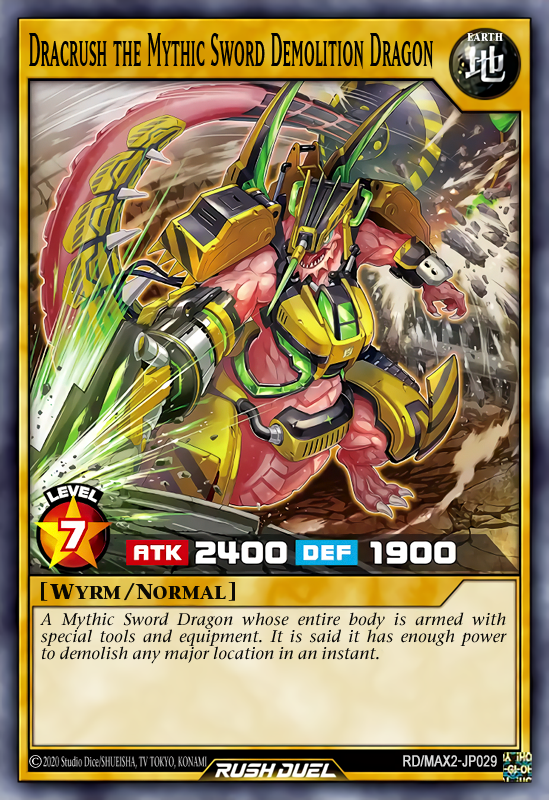 Dracrush the Mythic Sword Demolition Dragon
EARTH
地
LEVEL
7
ATK 2400 DEF 1900
[Wyrm/Normal]
A Mythic Sword Dragon whose entire body is armed with
special tools and equipment. It is said it has enough power
to demolish any major location in an instant.
©2020 Studio Dice/SHUEISHA, TV TOKYO, KONAMI
RUSH DUEL
RD/MAX2-JP029